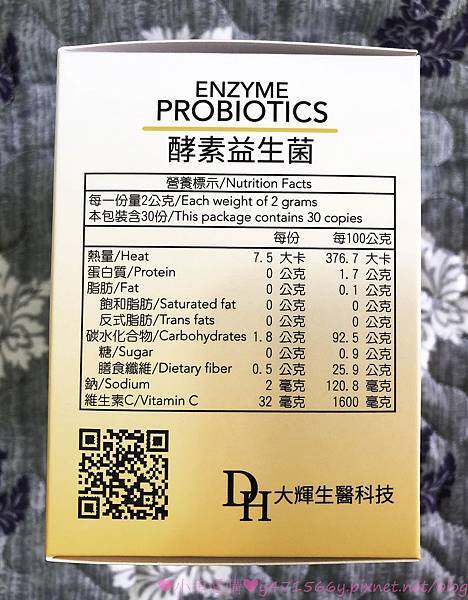 ENZYME
PROBIOTICS
酵素益生菌
營養標示/Nutrition Facts
每一份量2公克/Each weight of 2 grams
本包裝含30份/This package contains 30 copies
每份 每100公克
熱量/Heat 7.5 大卡 376.7 大卡
蛋白質/Protein 0 公克 1.7 公克
脂肪/Fat 0 公克 0.1 公克
飽和脂肪/Saturated fat 0 公克 0 公克
反式脂肪/Trans fats 0 公克 0 公克
碳水化合物/Carbohydrates 1.8 公克 92.5 公克
糖/Sugar 0 公克 0.9 公克
膳食纖維/Dietary fiber 0.5 公克 25.9 公克
鈉/Sodium 2 毫克 120.8 毫克
維生素C/Vitamin C 32 毫克 1600 毫克
DH 大輝生醫科技
y471566y.pixnet.net/blog